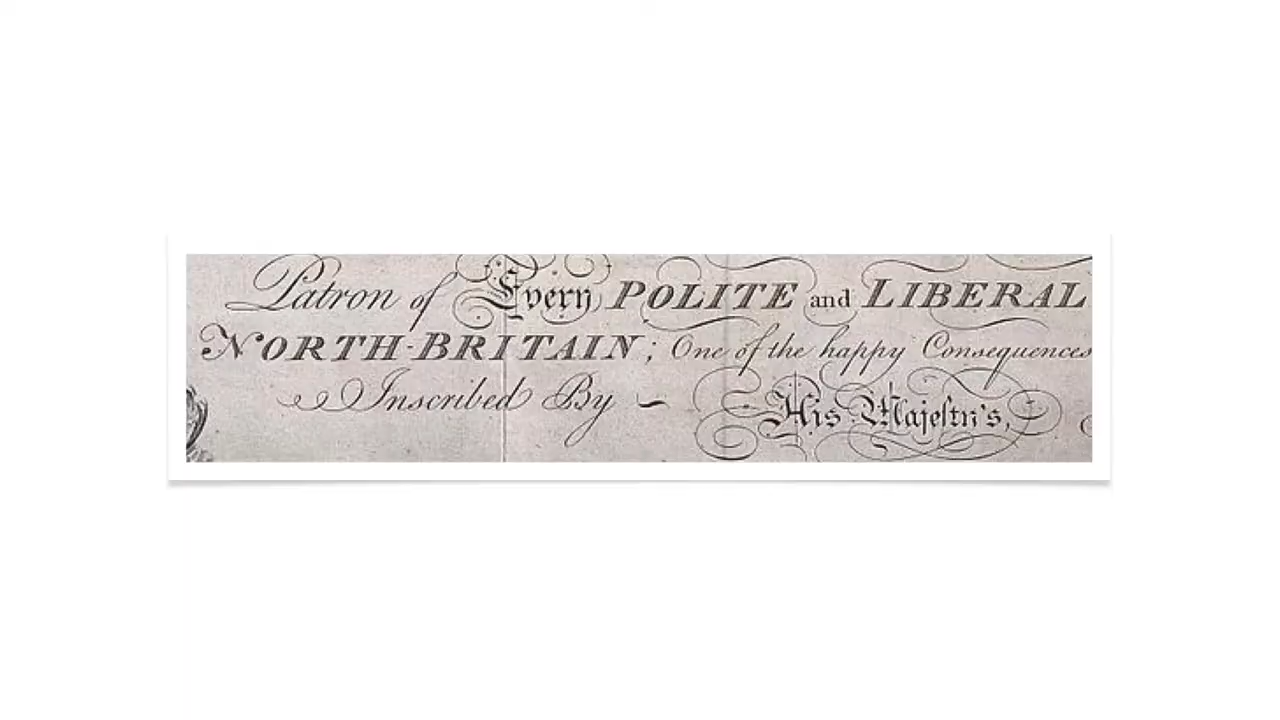 Patron of Every POLITE and LIBERAL
NORTH-BRITAIN; One of the happy Consequences
Inscribed By — His Majeſty's,